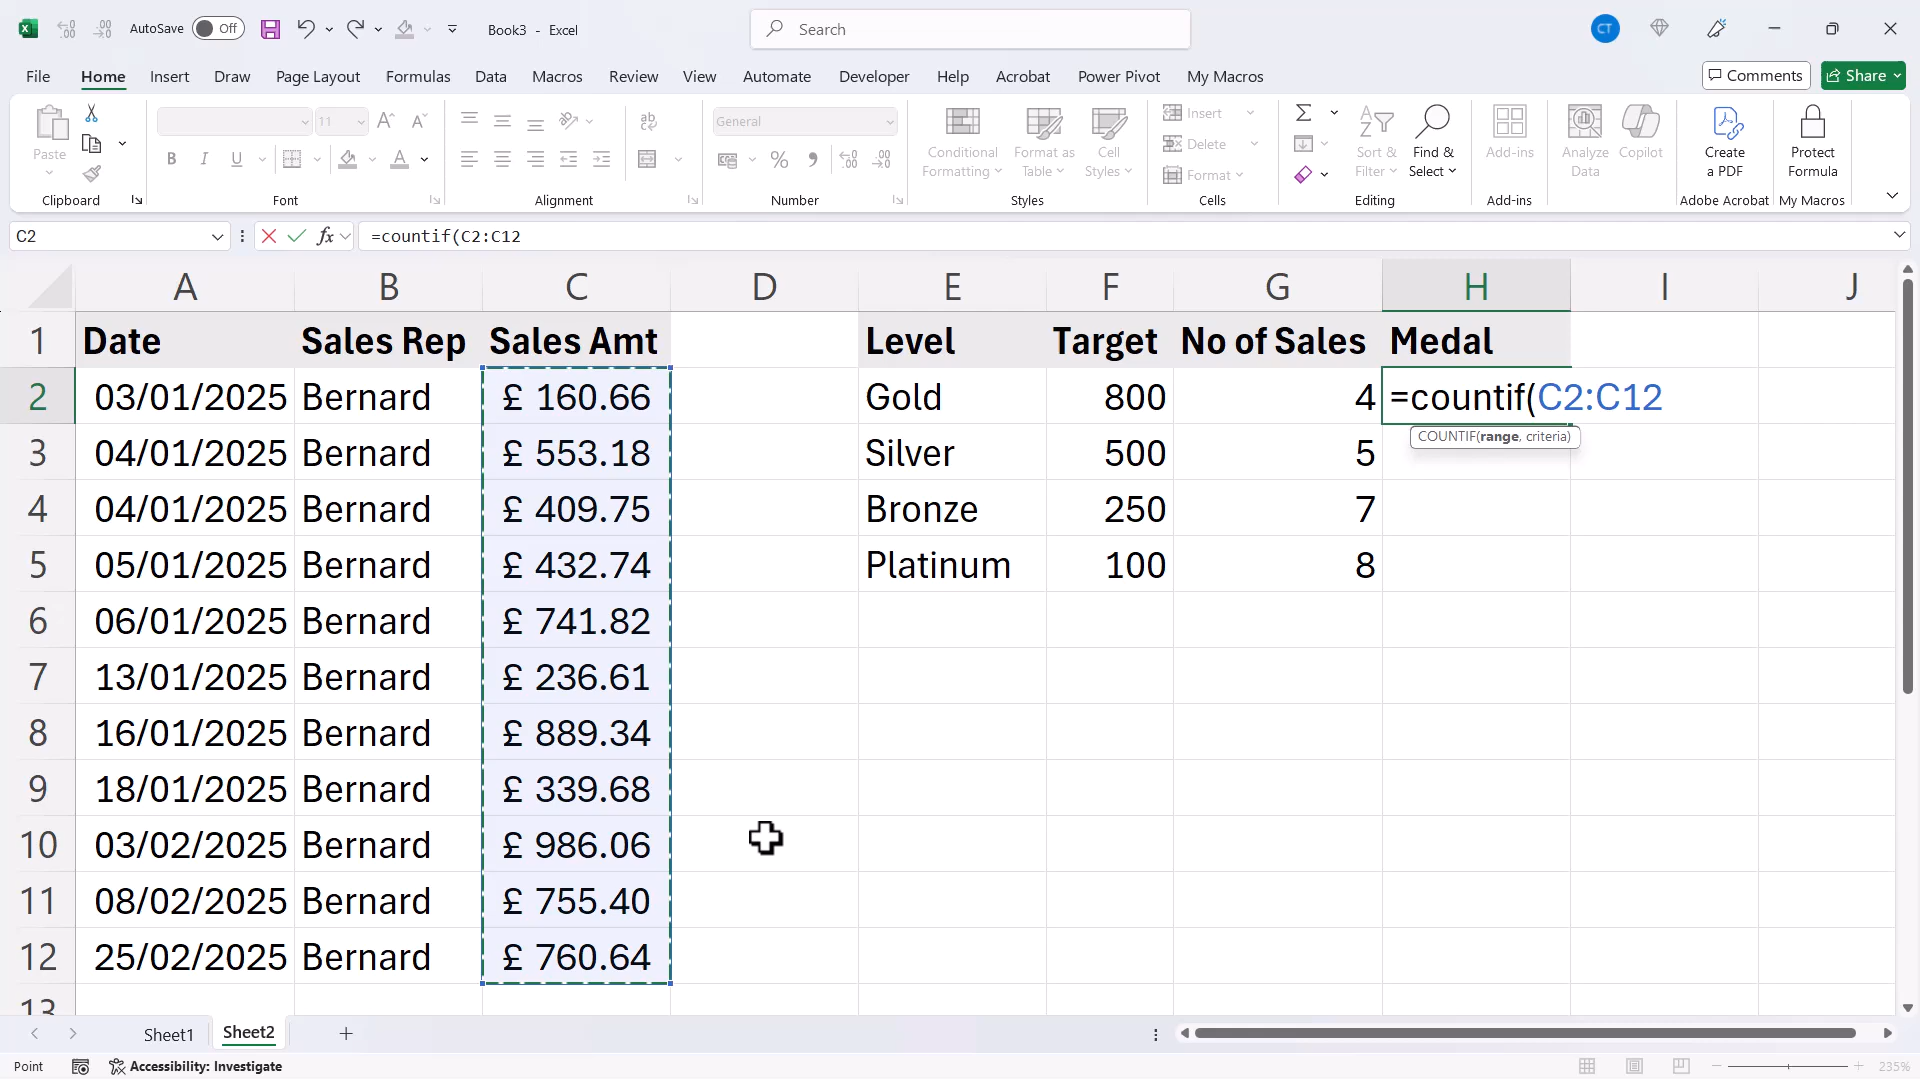 AutoSave Off Book3 - Excel Search CT
File Home Insert Draw Page Layout Formulas Data Macros Review View Automate Developer Help Acrobat Power Pivot My Macros Comments Share
Paste
Clipboard
11
B I U
Font
Alignment
General
Number
Conditional Formatting
Format as Table
Cell Styles
Styles
Insert
Delete
Format
Cells
Sort & Filter
Find & Select
Editing
Add-ins
Add-ins
Analyze Data
Copilot
Create a PDF
Adobe Acrobat
Protect Formula
My Macros
C2 fx =countif(C2:C12
A B C D E F G H I J
1 Date Sales Rep Sales Amt Level Target No of Sales Medal
2 03/01/2025 Bernard £ 160.66 Gold 800 4 =countif(C2:C12
COUNTIF(range, criteria)
3 04/01/2025 Bernard £ 553.18 Silver 500 5
4 04/01/2025 Bernard £ 409.75 Bronze 250 7
5 05/01/2025 Bernard £ 432.74 Platinum 100 8
6 06/01/2025 Bernard £ 741.82
7 13/01/2025 Bernard £ 236.61
8 16/01/2025 Bernard £ 889.34
9 18/01/2025 Bernard £ 339.68
10 03/02/2025 Bernard £ 986.06
11 08/02/2025 Bernard £ 755.40
12 25/02/2025 Bernard £ 760.64
13
Sheet1 Sheet2
Point Accessibility: Investigate 235%